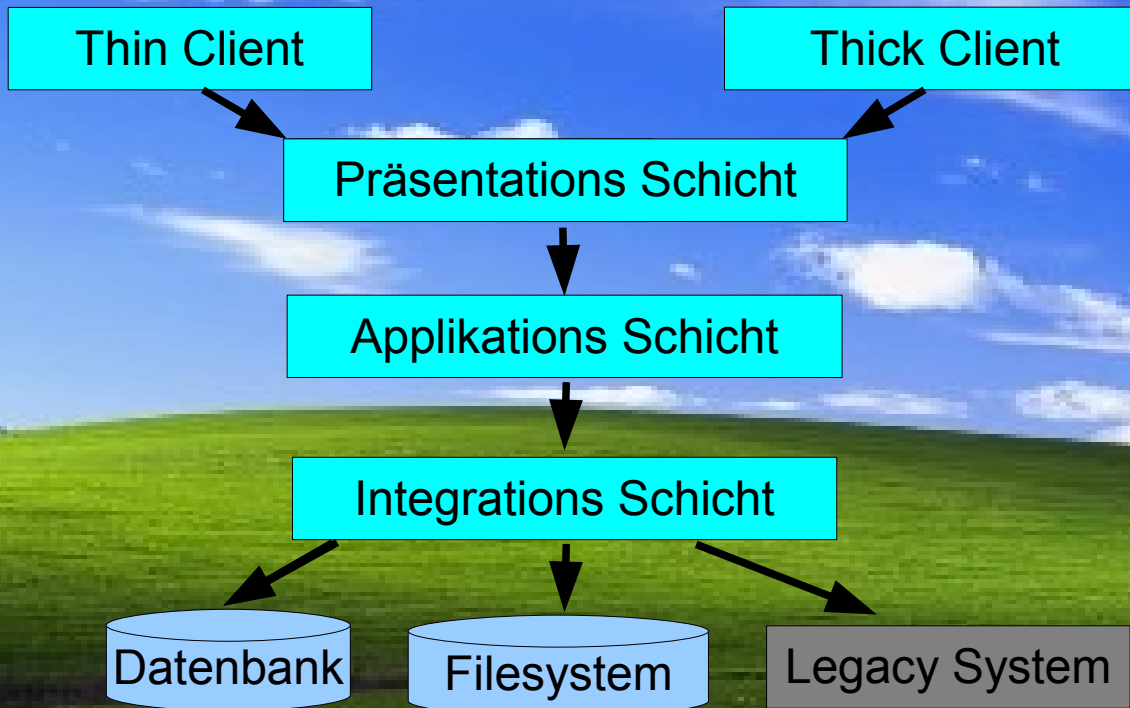 Thin Client
Thick Client
Präsentations Schicht
Applikations Schicht
Integrations Schicht
Datenbank
Filesystem
Legacy System